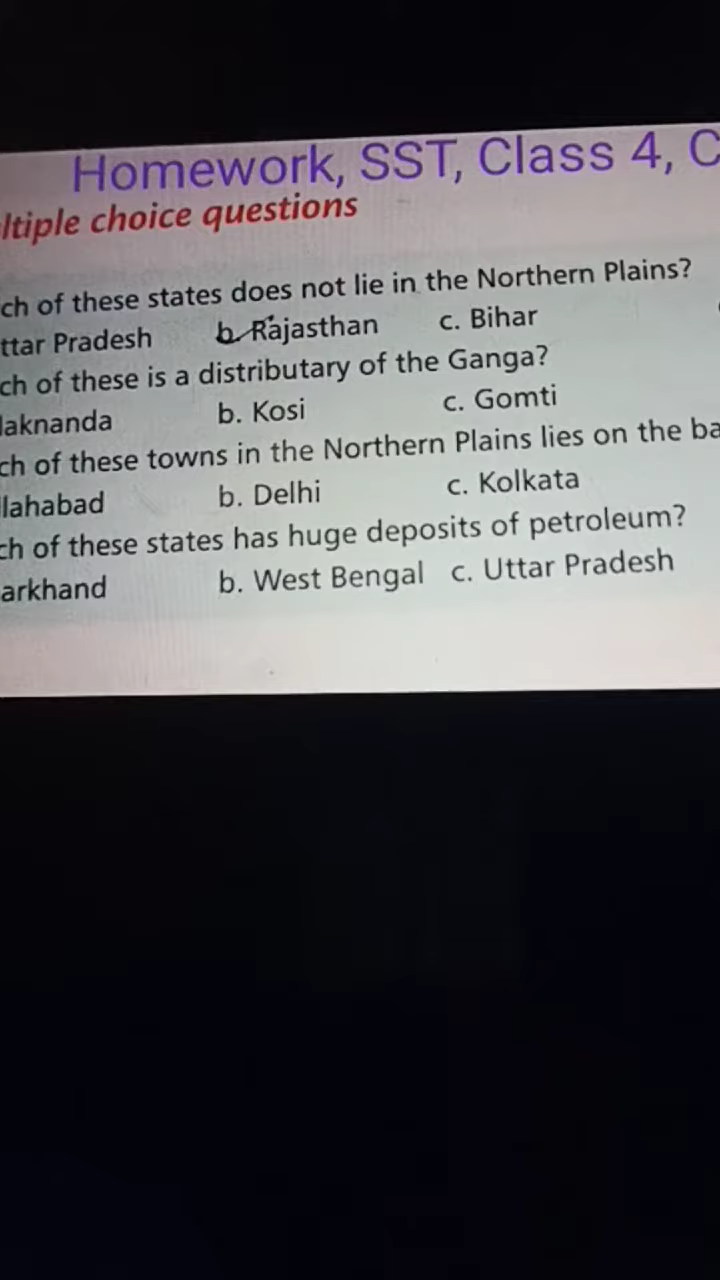 Homework, SST, Class 4, C
ltiple choice questions
ch of these states does not lie in the Northern Plains?
ttar Pradesh b. Rajasthan c. Bihar
ch of these is a distributary of the Ganga?
laknanda b. Kosi c. Gomti
ch of these towns in the Northern Plains lies on the ba
lahabad b. Delhi c. Kolkata
ch of these states has huge deposits of petroleum?
arkhand b. West Bengal c. Uttar Pradesh